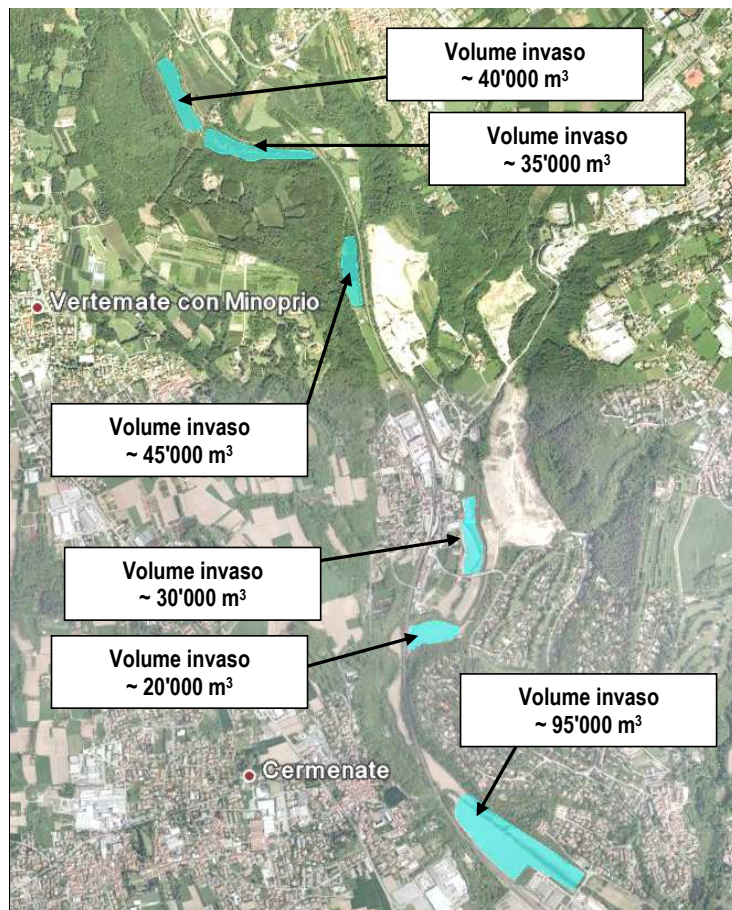 Volume invaso
~ 40'000 m³
Volume invaso
~ 35'000 m³
Vertemate con Minoprio
Volume invaso
~ 45'000 m³
Volume invaso
~ 30'000 m³
Volume invaso
~ 20'000 m³
Volume invaso
~ 95'000 m³
Cermenate